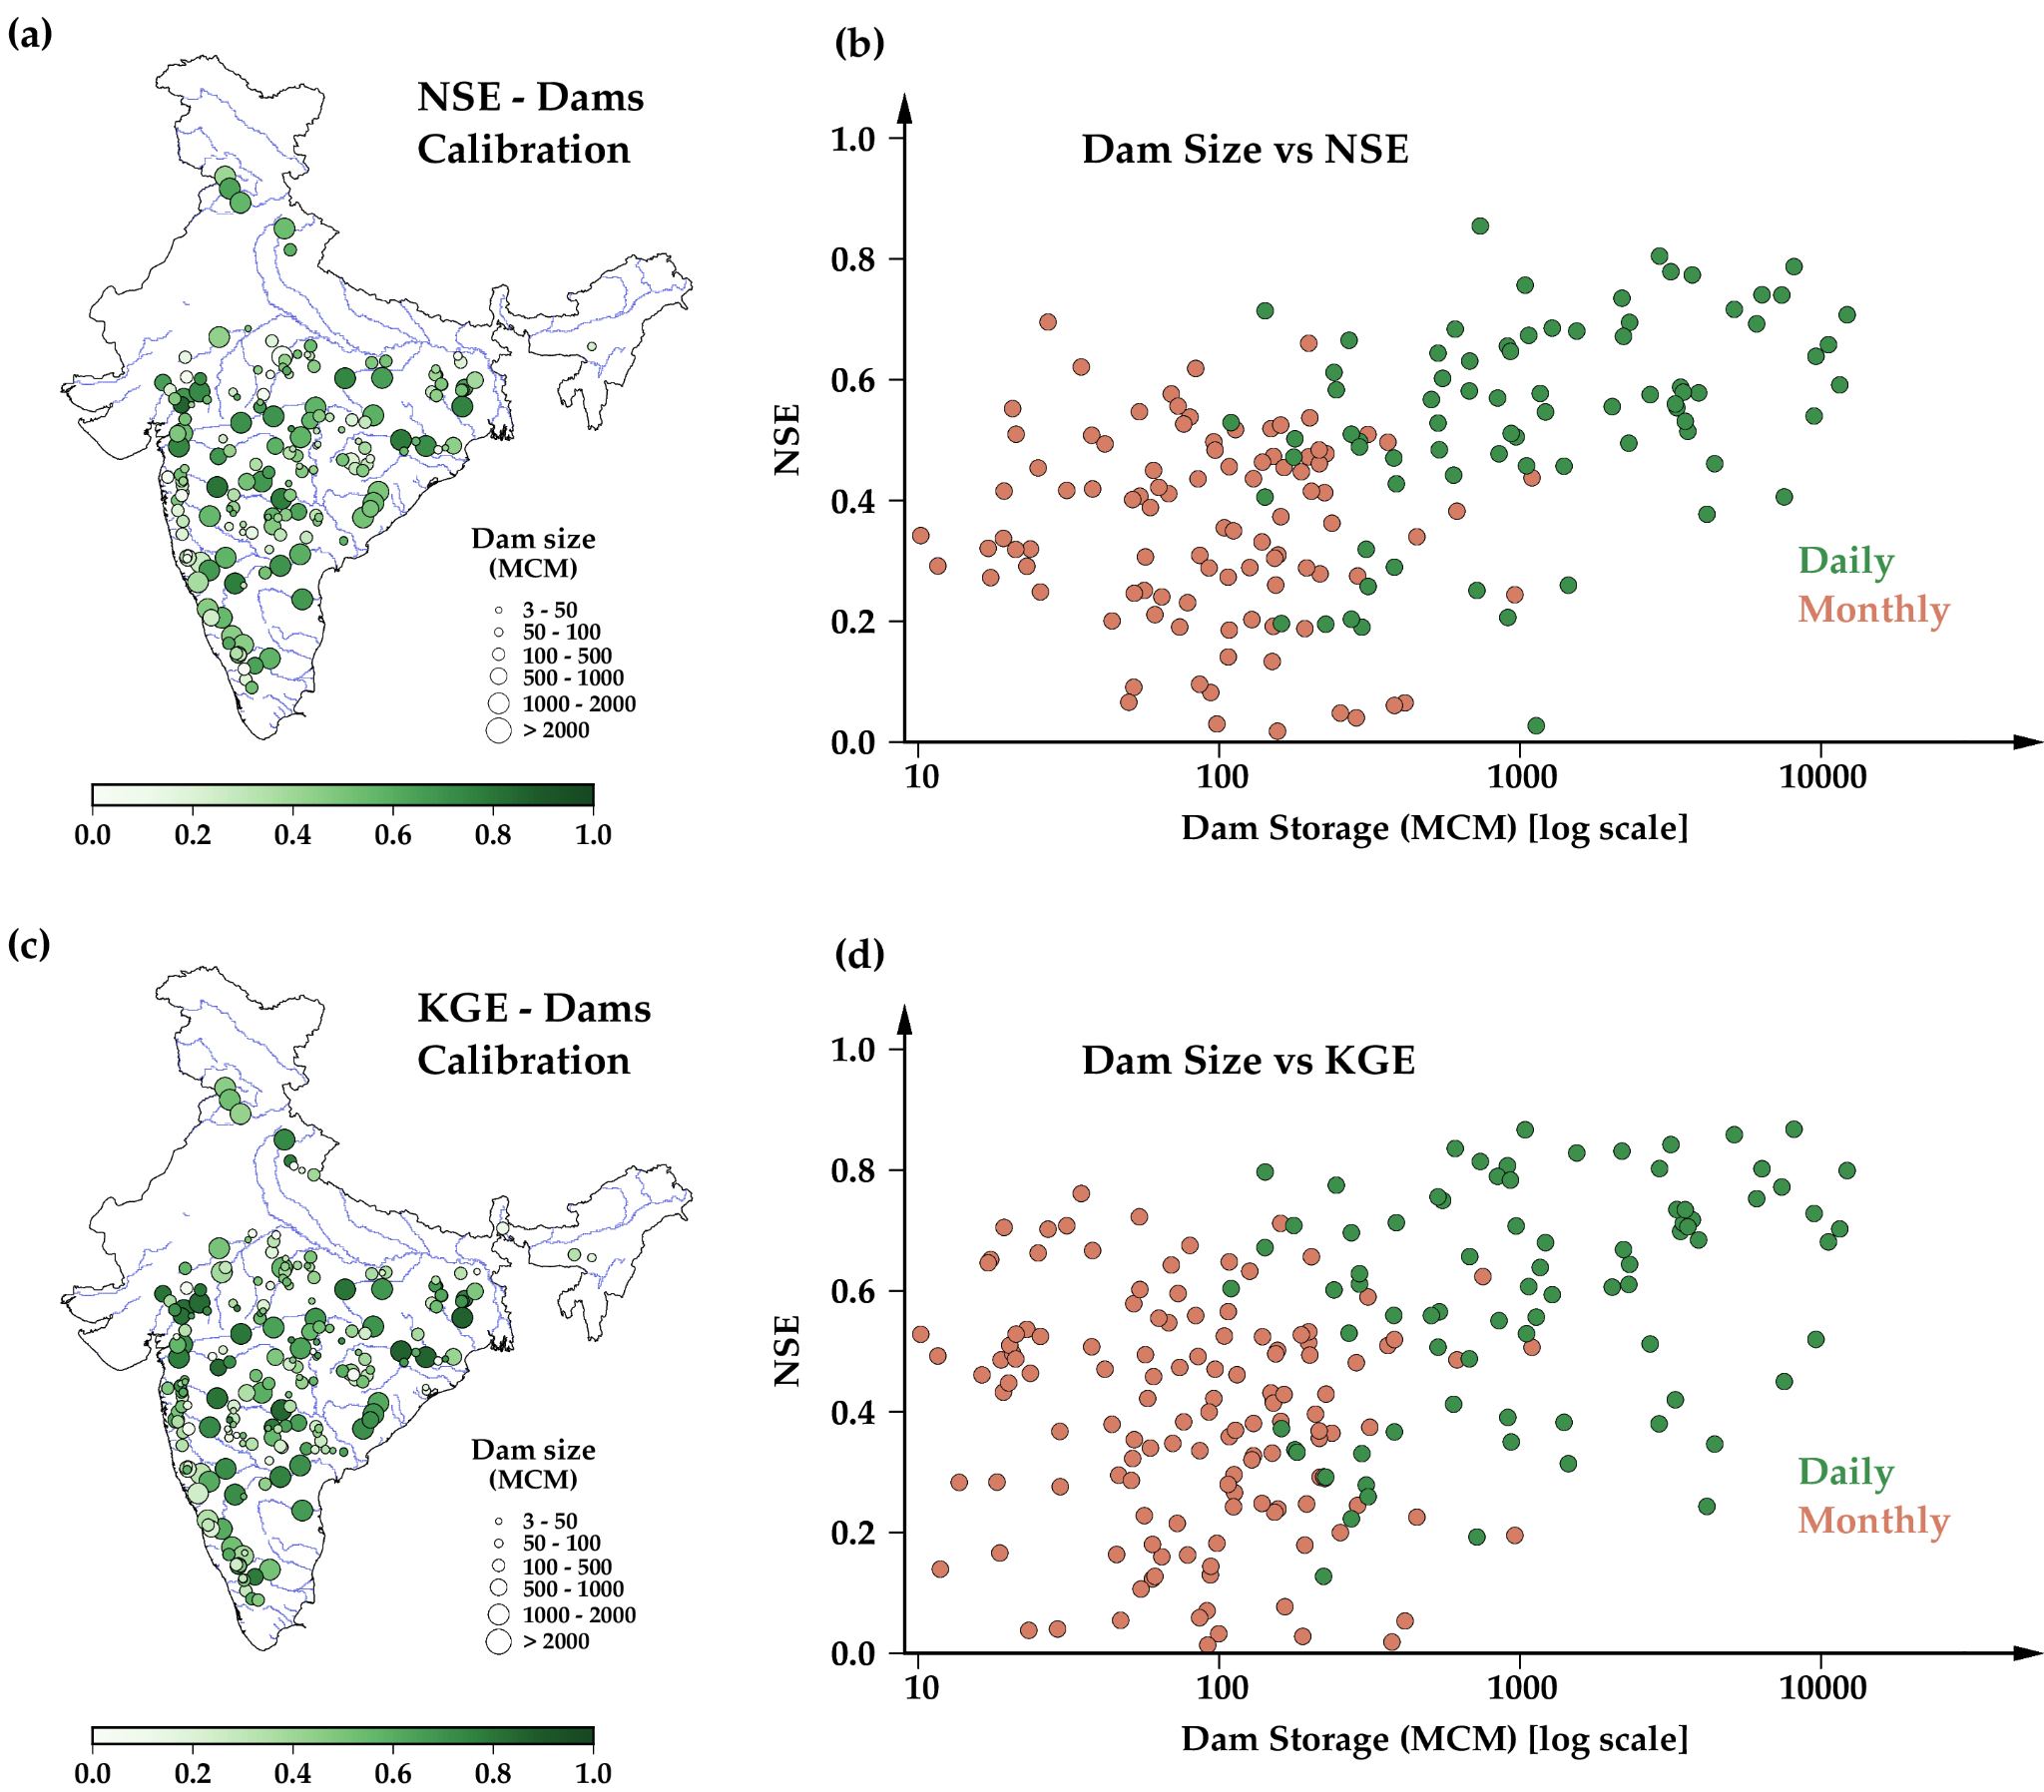 (a)
NSE - Dams
Calibration
Dam size
(MCM)
3 - 50
50 - 100
100 - 500
500 - 1000
1000 - 2000
> 2000
0.0 0.2 0.4 0.6 0.8 1.0
(b)
Dam Size vs NSE
1.0
0.8
0.6
0.4
0.2
0.0
NSE
Daily
Monthly
10 100 1000 10000
Dam Storage (MCM) [log scale]
(c)
KGE - Dams
Calibration
Dam size
(MCM)
3 - 50
50 - 100
100 - 500
500 - 1000
1000 - 2000
> 2000
0.0 0.2 0.4 0.6 0.8 1.0
(d)
Dam Size vs KGE
1.0
0.8
0.6
0.4
0.2
0.0
NSE
Daily
Monthly
10 100 1000 10000
Dam Storage (MCM) [log scale]